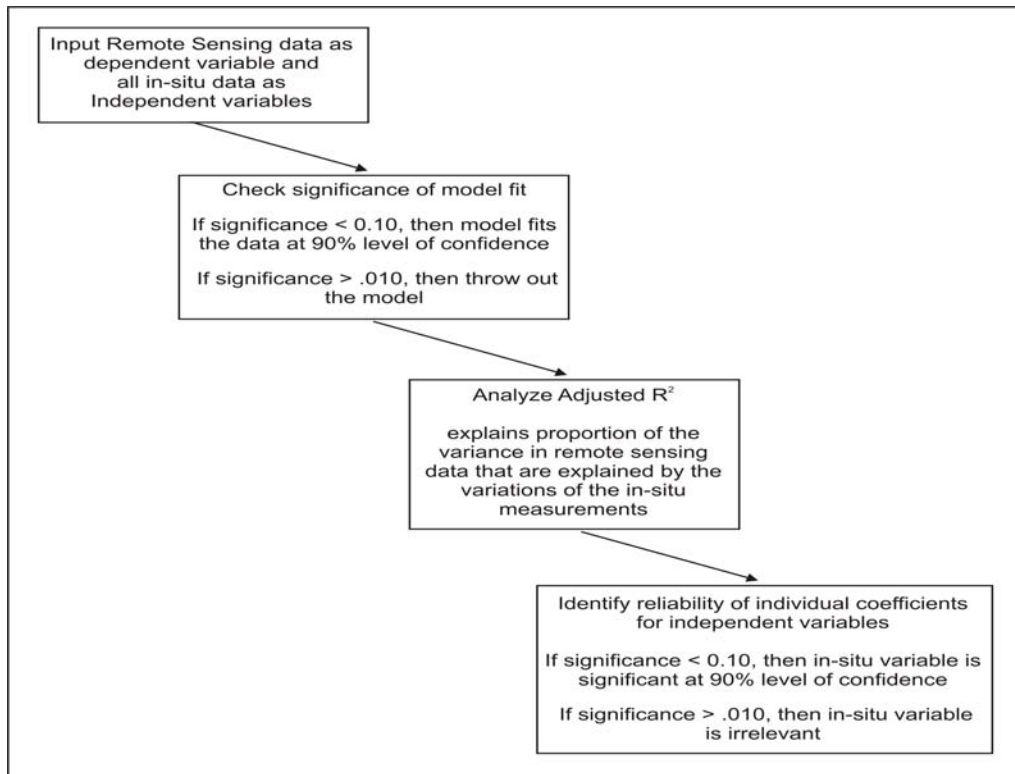 Input Remote Sensing data as
dependent variable and
all in-situ data as
Independent variables
Check significance of model fit
If significance < 0.10, then model fits
the data at 90% level of confidence
If significance > .010, then throw out
the model
Analyze Adjusted R²
explains proportion of the
variance in remote sensing
data that are explained by the
variations of the in-situ
measurements
Identify reliability of individual coefficients
for independent variables
If significance < 0.10, then in-situ variable is
significant at 90% level of confidence
If significance > .010, then in-situ variable
is irrelevant